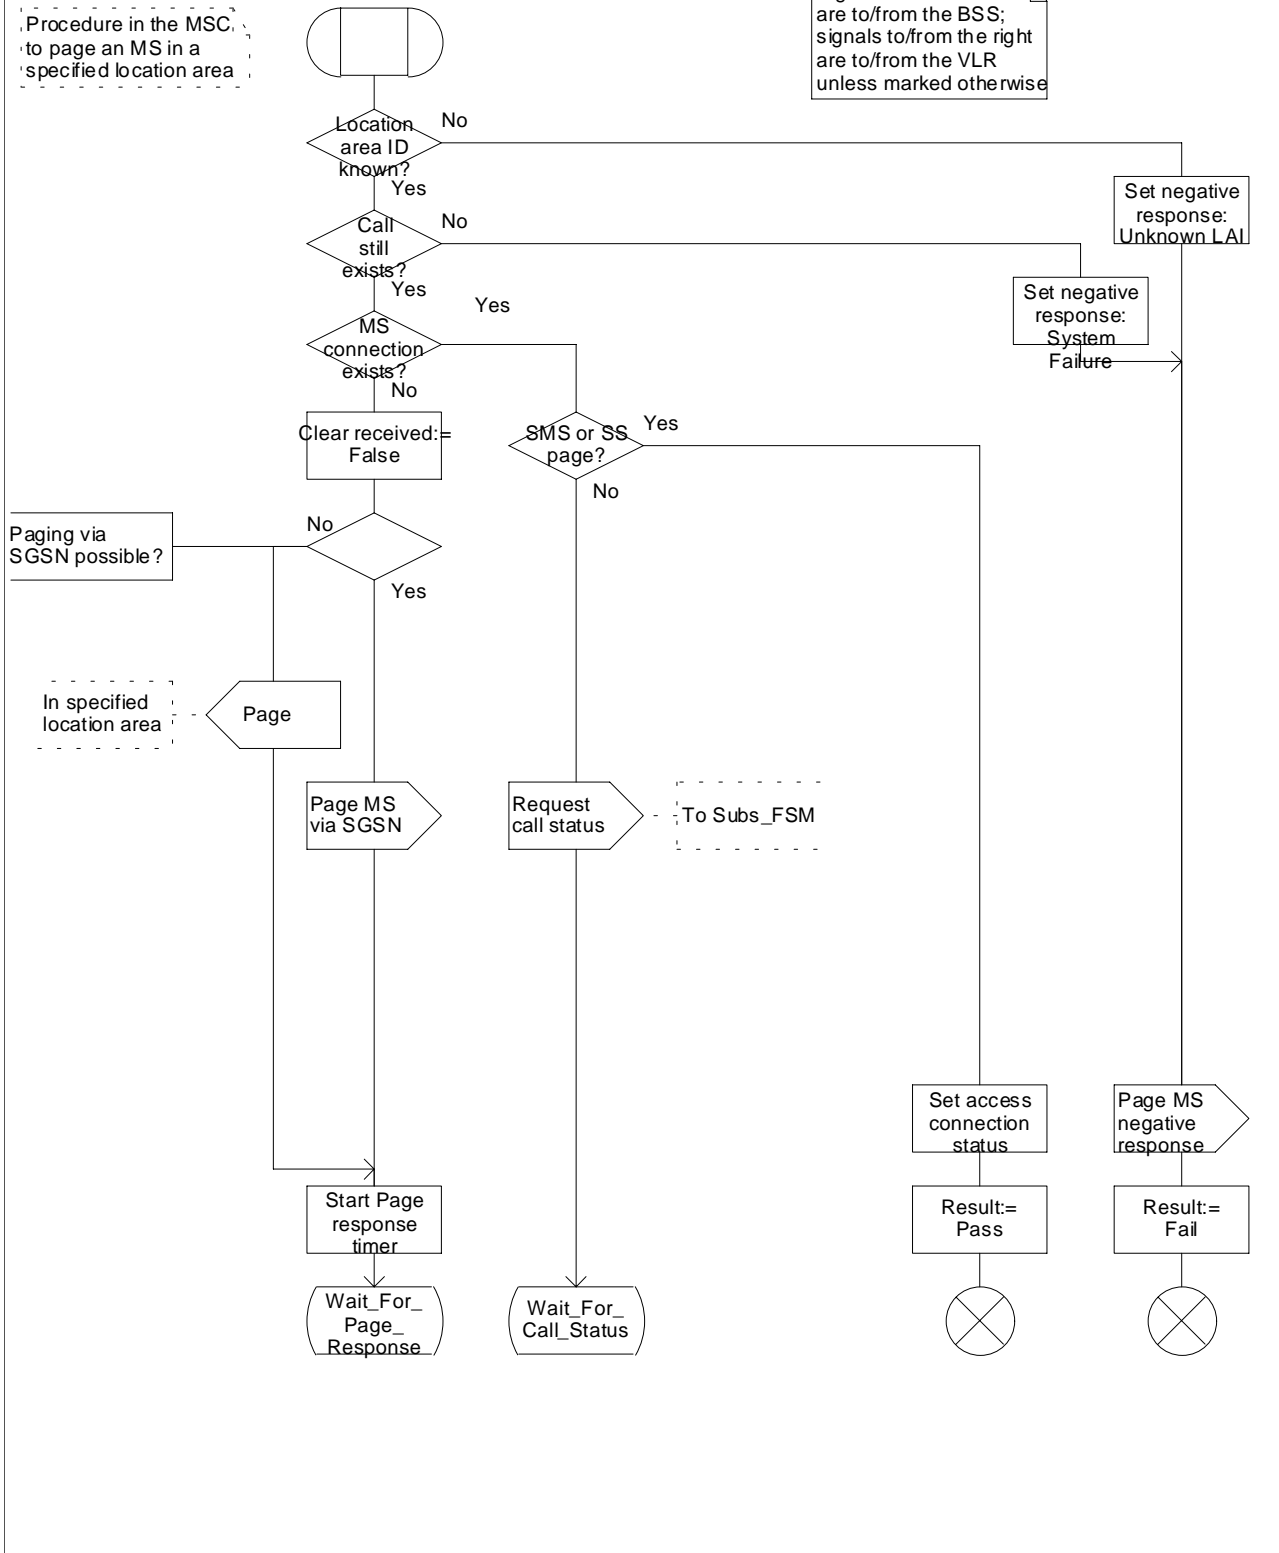 Procedure in the MSC
to page an MS in a
specified location area
are to/from the BSS;
signals to/from the right
are to/from the VLR
unless marked otherwise
Location
area ID
known?
No
Yes
Set negative
response:
Unknown LAI
Call
still
exists?
No
Yes
Set negative
response:
System
Failure
MS
connection
exists?
Yes
No
Clear received:=
False
SMS or SS
page?
Yes
No
Paging via
SGSN possible?
No
Yes
In specified
location area
Page
Page MS
via SGSN
Request
call status
To Subs_FSM
Set access
connection
status
Page MS
negative
response
Start Page
response
timer
Result:=
Pass
Result:=
Fail
Wait_For_
Page_
Response
Wait_For_
Call_Status